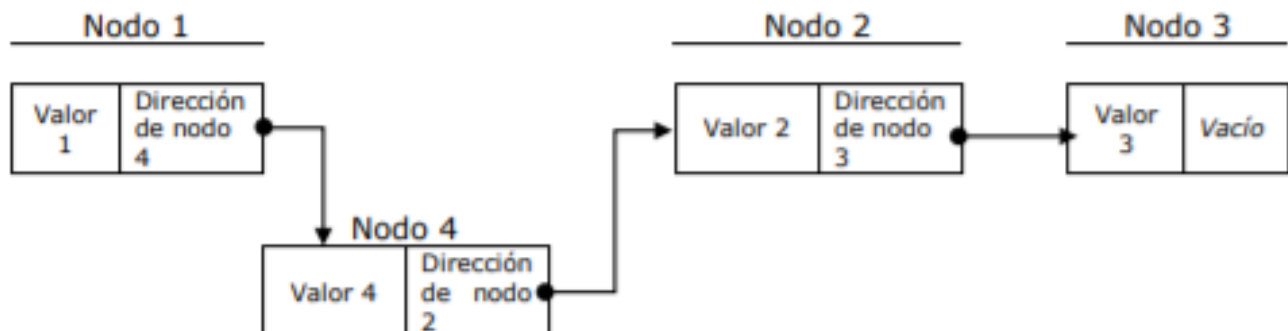 Nodo 1
Nodo 2
Nodo 3
Valor
1
Dirección
de nodo
4
Valor 2
Dirección
de nodo
3
Valor
3
Vacío
Nodo 4
Valor 4
Dirección
de nodo
2